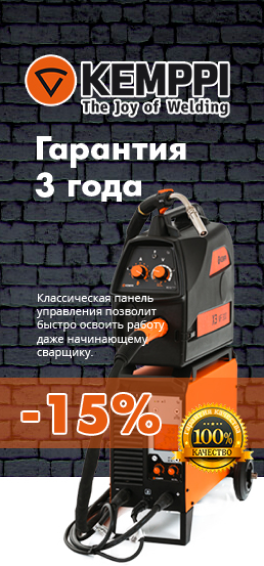 KEMPPI
The Joy of Welding
Гарантия
3 года
Классическая панель
управления позволит
быстро освоить работу
даже начинающему
сварщику.
-15%
100%
КАЧЕСТВО